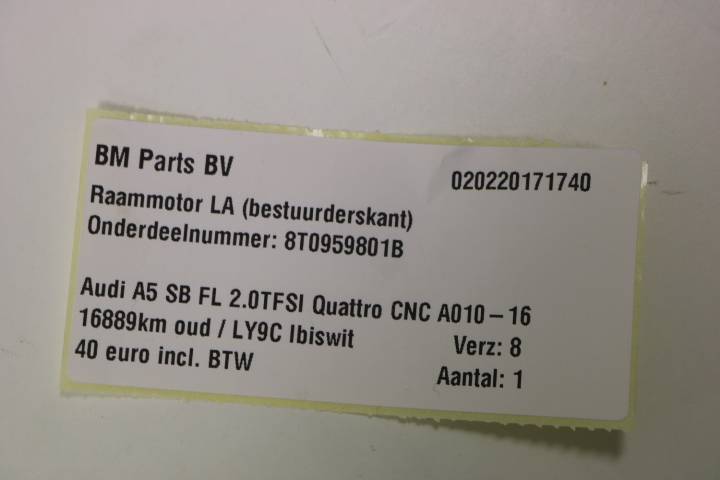 BM Parts BV 020220171740
Raammotor LA (bestuurderskant)
Onderdeelnummer: 8T0959801B
Audi A5 SB FL 2.0TFSI Quattro CNC A010-16
16889km oud / LY9C Ibiswit Verz: 8
40 euro incl. BTW Aantal: 1